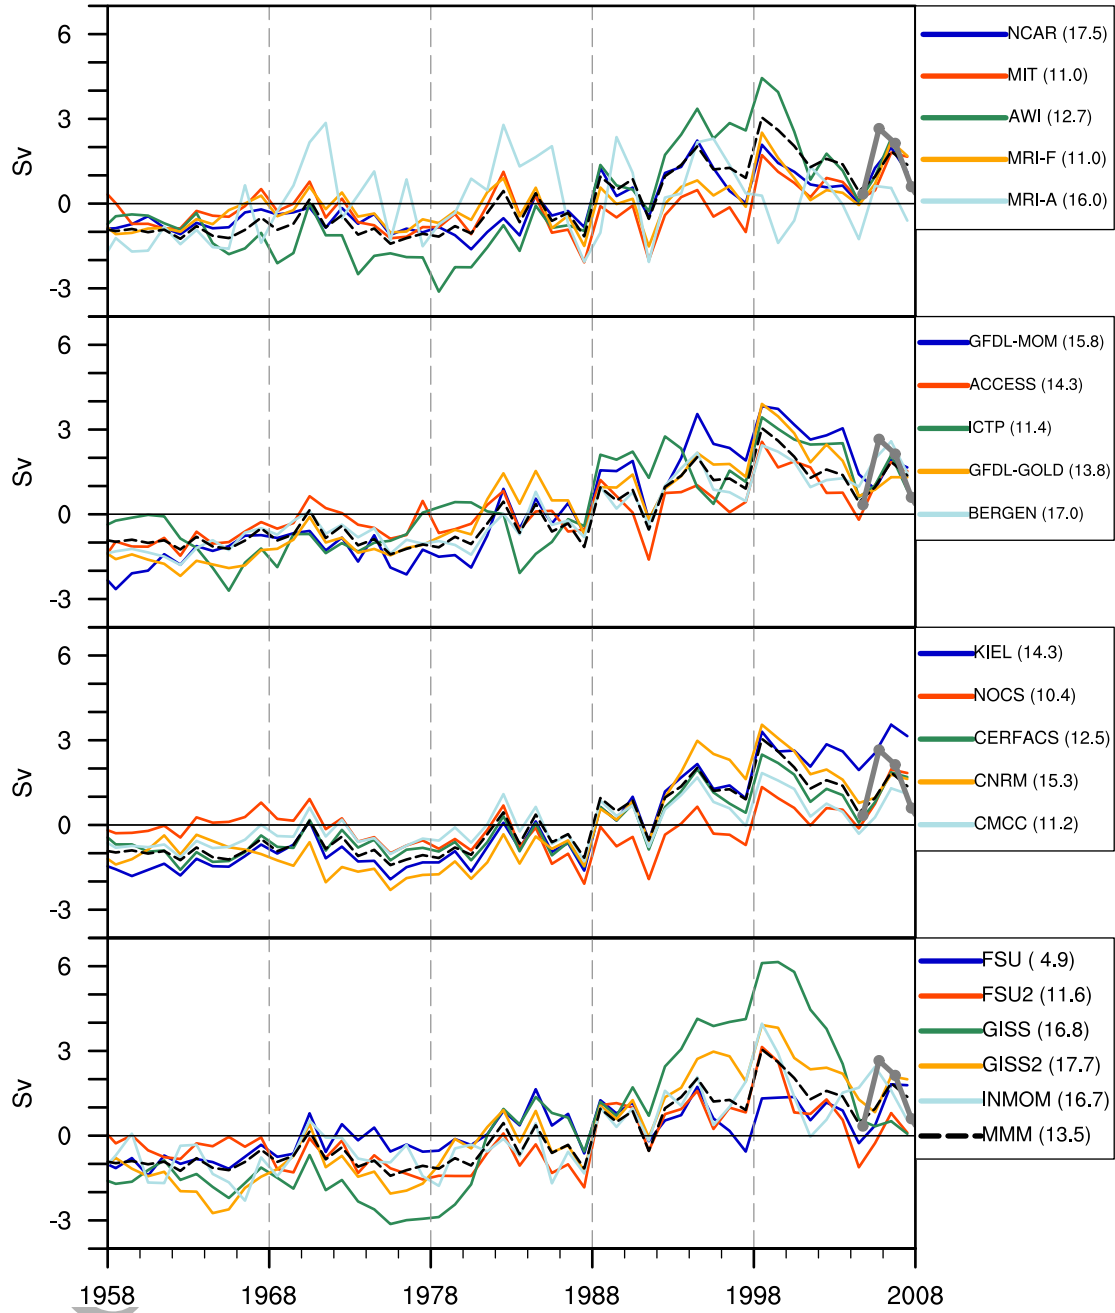 6
3
0
-3
Sv
NCAR (17.5)
MIT (11.0)
AWI (12.7)
MRI-F (11.0)
MRI-A (16.0)
6
3
0
-3
Sv
GFDL-MOM (15.8)
ACCESS (14.3)
ICTP (11.4)
GFDL-GOLD (13.8)
BERGEN (17.0)
6
3
0
-3
Sv
KIEL (14.3)
NOCS (10.4)
CERFACS (12.5)
CNRM (15.3)
CMCC (11.2)
6
3
0
-3
Sv
FSU ( 4.9)
FSU2 (11.6)
GISS (16.8)
GISS2 (17.7)
INMOM (16.7)
MMM (13.5)
1958 1968 1978 1988 1998 2008